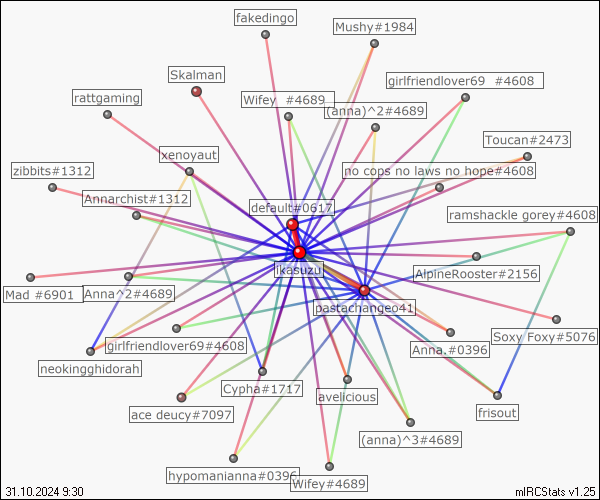 fakedingo
Mushy#1984
Skalman
girlfriendlover69 #4608
rattgaming
Wifey #4689
(anna)^2#4689
Toucan#2473
xenoyaut
zibbits#1312
no cops no laws no hope#4608
Annarchist#1312
default#0617
ramshackle gorey#4608
ikasuzu
AlpineRooster#2156
Mad #6901
Anna^2#4689
pastachange041
Soxy Foxy#5076
girlfriendlover69#4608
Anna.#0396
neokingghidorah
Cypha#1717
avelicious
ace deucy#7097
frisout
(anna)^3#4689
hypomanianna#0396
Wifey#4689
31.10.2024 9:30
mIRCStats v1.25